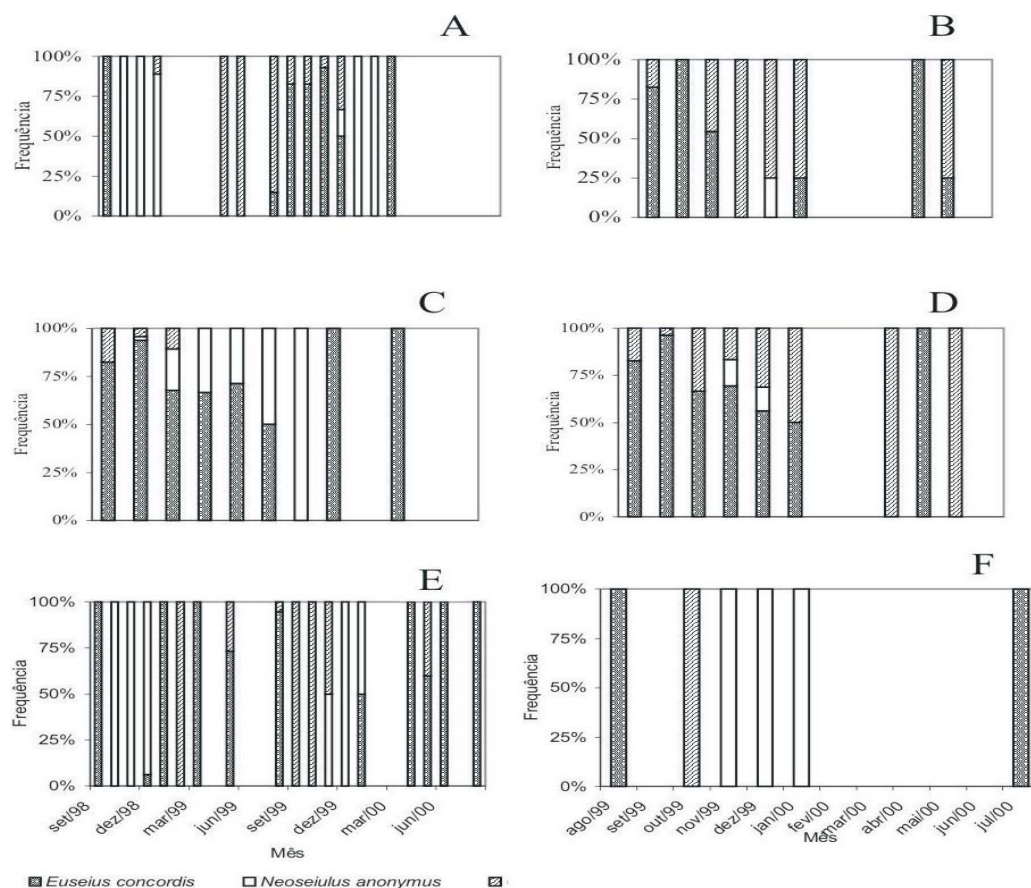 A
B
100%
75%
50%
25%
0%
Frequência
100%
75%
50%
25%
0%
Frequência
C
D
100%
75%
50%
25%
0%
Frequência
100%
75%
50%
25%
0%
Frequência
E
F
100%
75%
50%
25%
0%
Frequência
100%
75%
50%
25%
0%
Frequência
set/98 dez/98 mar/99 jun/99 set/99 dez/99 mar/00 jun/00
Mês
ago/99 set/99 out/99 nov/99 dez/99 jan/00 fev/00 mar/00 abr/00 mai/00 jun/00 jul/00
Mês
Euseius concordis Neoseiulus anonymus